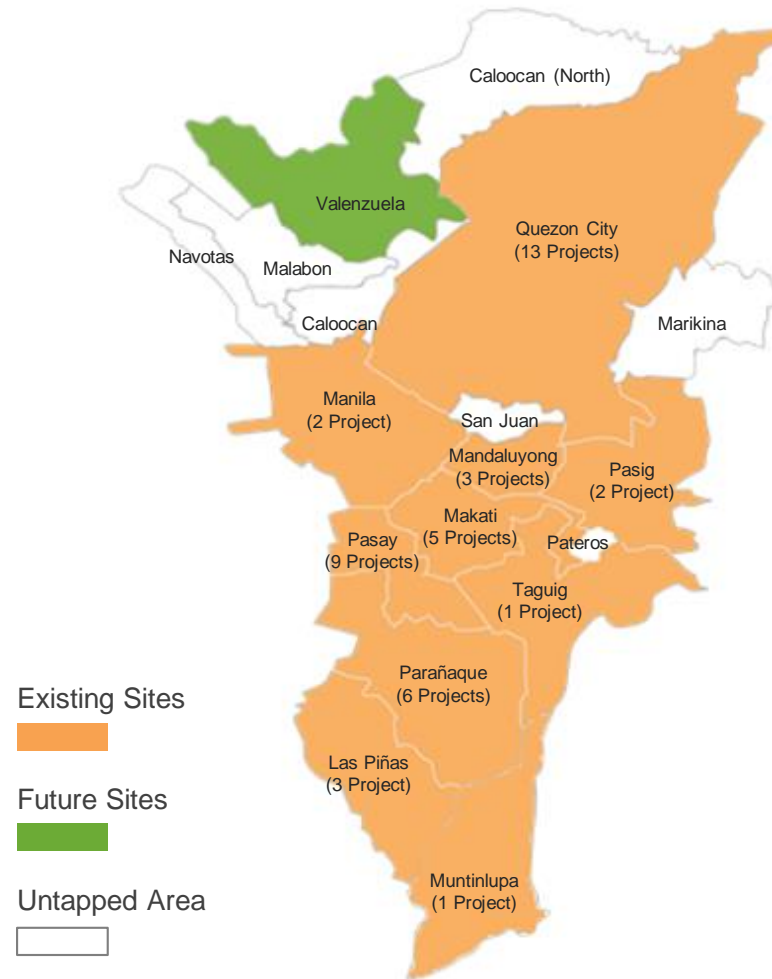 Caloocan (North)
Valenzuela
Quezon City
(13 Projects)
Navotas
Malabon
Caloocan
Marikina
Manila
(2 Project)
San Juan
Mandaluyong
(3 Projects)
Pasig
(2 Project)
Makati
(5 Projects)
Pasay
(9 Projects)
Pateros
Taguig
(1 Project)
Parañaque
(6 Projects)
Las Piñas
(3 Project)
Muntinlupa
(1 Project)
Existing Sites
Future Sites
Untapped Area